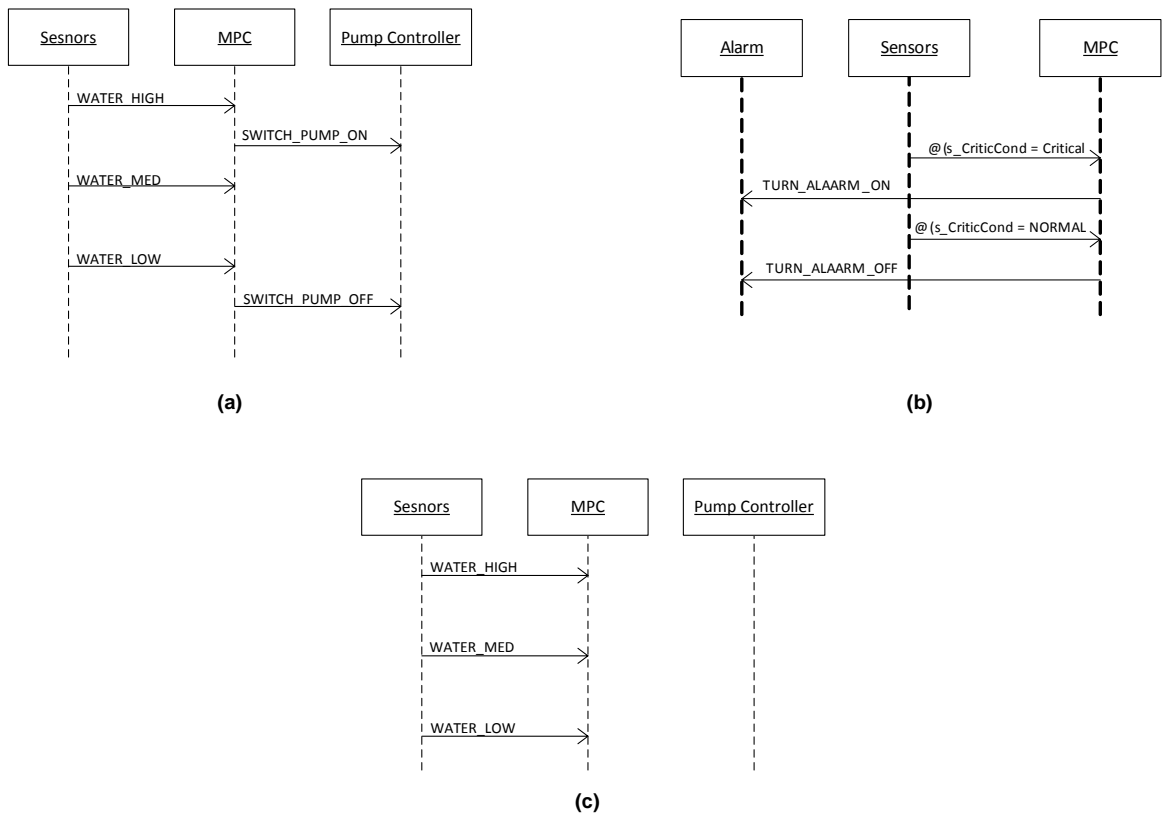 Sesnors MPC Pump Controller
WATER_HIGH
SWITCH_PUMP_ON
WATER_MED
WATER_LOW
SWITCH_PUMP_OFF
(a)
Alarm Sensors MPC
@(s_CriticCond = Critical
TURN_ALAARM_ON
@(s_CriticCond = NORMAL
TURN_ALAARM_OFF
(b)
Sesnors MPC Pump Controller
WATER_HIGH
WATER_MED
WATER_LOW
(c)